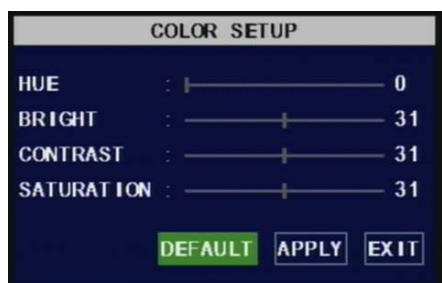 COLOR SETUP
HUE : 0
BRIGHT : 31
CONTRAST : 31
SATURATION : 31
DEFAULT APPLY EXIT